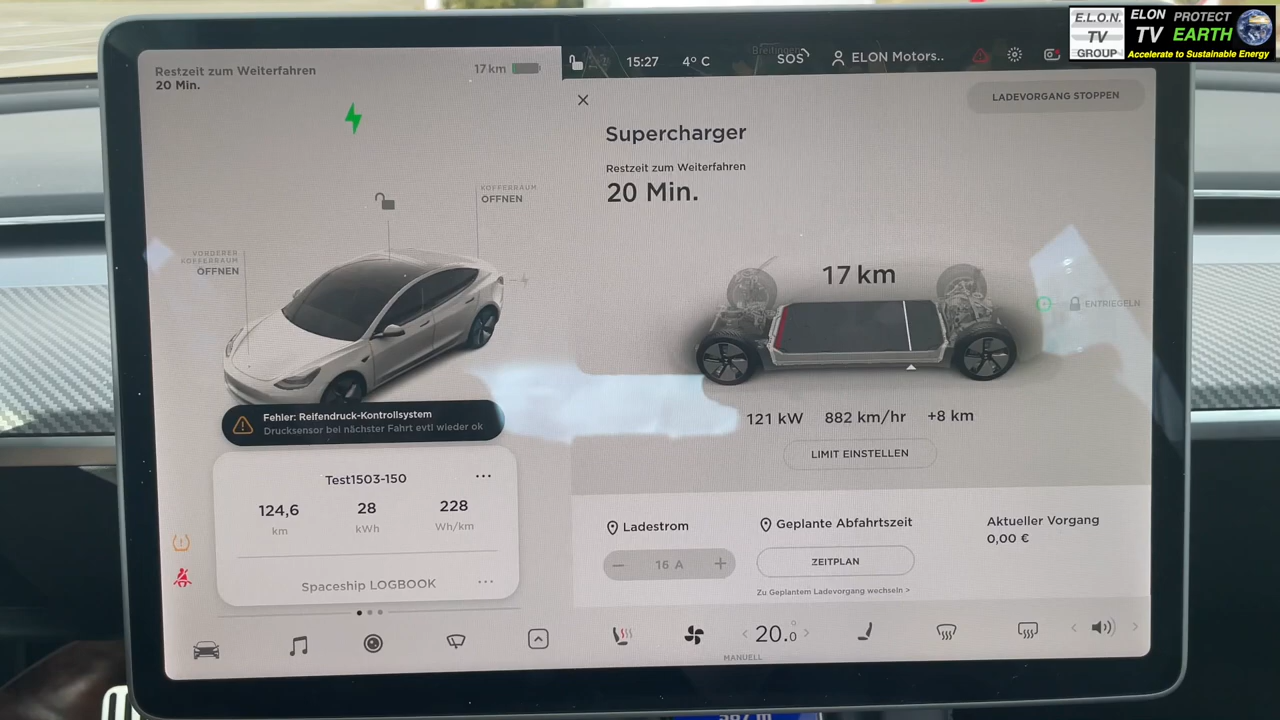 E.L.O.N.
TV
GROUP
ELON PROTECT
TV EARTH
Accelerate to Sustainable Energy
Restzeit zum Weiterfahren
20 Min.
17 km
15:27
4° C
Breitingen
SOS
ELON Motors..
LADEVORGANG STOPPEN
Supercharger
Restzeit zum Weiterfahren
20 Min.
KOFFERRAUM
ÖFFNEN
VORDERER
KOFFERRAUM
ÖFFNEN
17 km
ENTRIEGELN
Fehler: Reifendruck-Kontrollsystem
Drucksensor bei nächster Fahrt evtl wieder ok
121 kW 882 km/hr +8 km
LIMIT EINSTELLEN
Test1503-150 ...
124,6 28 228
km kWh Wh/km
Spaceship LOGBOOK ...
Ladestrom
− 16 A +
Geplante Abfahrtszeit
ZEITPLAN
Zu Geplantem Ladevorgang wechseln >
Aktueller Vorgang
0,00 €
< 20.0° >
MANUELL